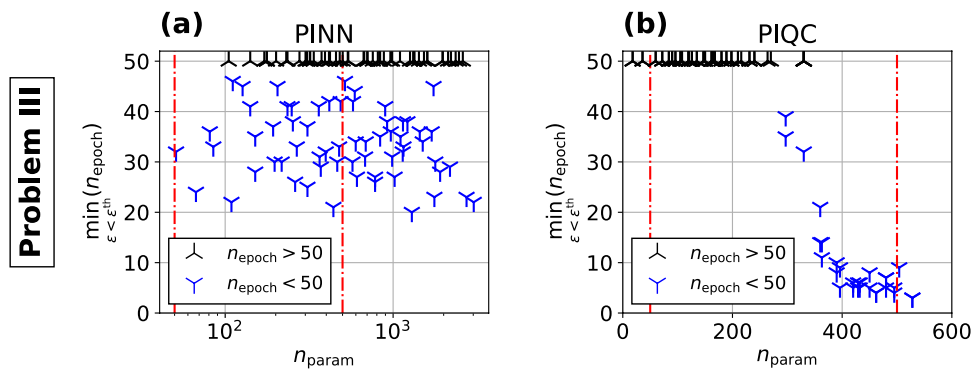 Problem III
(a)
PINN
min (n_epoch)
ε < ε^th
50
40
30
20
10
0
n_epoch > 50
n_epoch < 50
10^2
10^3
n_param
(b)
PIQC
min (n_epoch)
ε < ε^th
50
40
30
20
10
0
n_epoch > 50
n_epoch < 50
0
200
400
600
n_param